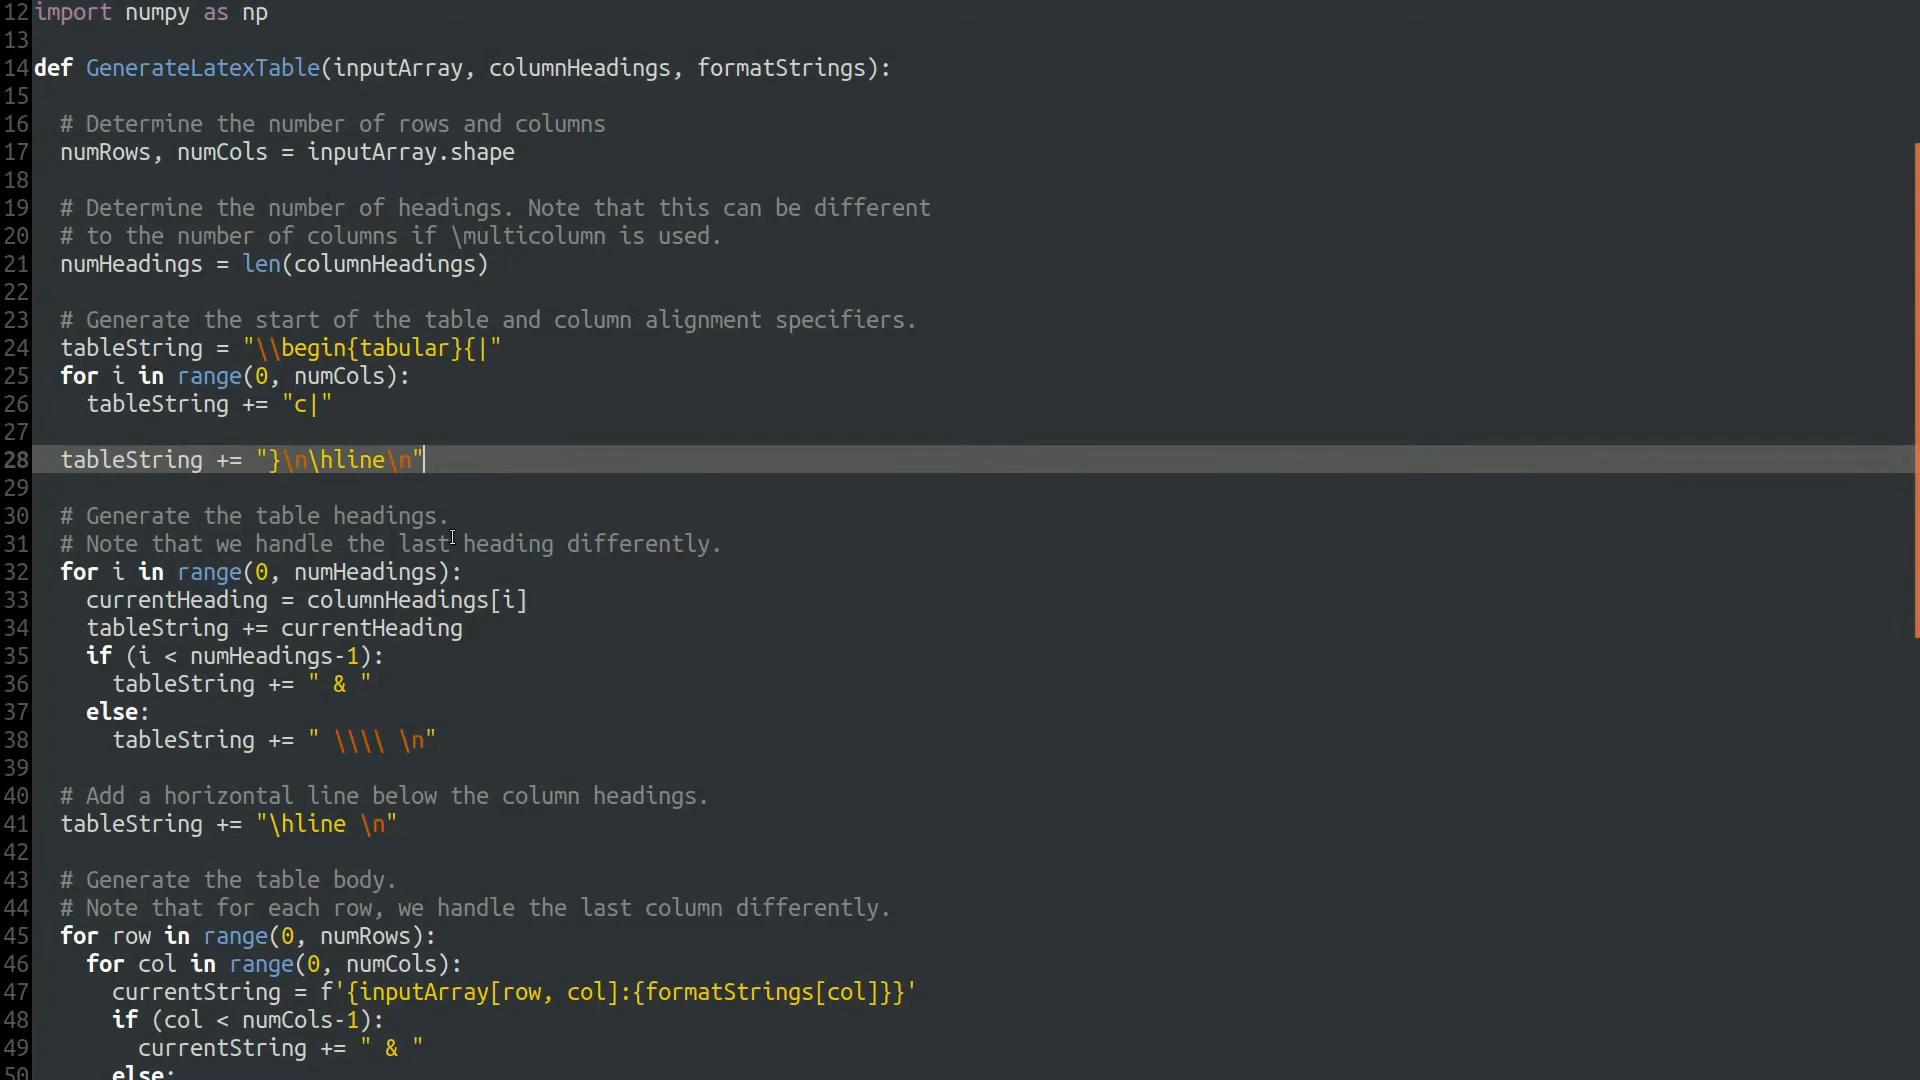 12 import numpy as np
13
14 def GenerateLatexTable(inputArray, columnHeadings, formatStrings):
15
16   # Determine the number of rows and columns
17   numRows, numCols = inputArray.shape
18
19   # Determine the number of headings. Note that this can be different
20   # to the number of columns if \multicolumn is used.
21   numHeadings = len(columnHeadings)
22
23   # Generate the start of the table and column alignment specifiers.
24   tableString = "\\begin{tabular}{|"
25   for i in range(0, numCols):
26     tableString += "c|"
27
28   tableString += "}\n\hline\n"
29
30   # Generate the table headings.
31   # Note that we handle the last heading differently.
32   for i in range(0, numHeadings):
33     currentHeading = columnHeadings[i]
34     tableString += currentHeading
35     if (i < numHeadings-1):
36       tableString += " & "
37     else:
38       tableString += " \\\\ \n"
39
40   # Add a horizontal line below the column headings.
41   tableString += "\hline \n"
42
43   # Generate the table body.
44   # Note that for each row, we handle the last column differently.
45   for row in range(0, numRows):
46     for col in range(0, numCols):
47       currentString = f'{inputArray[row, col]:{formatStrings[col]}}'
48       if (col < numCols-1):
49         currentString += " & "
50       else: